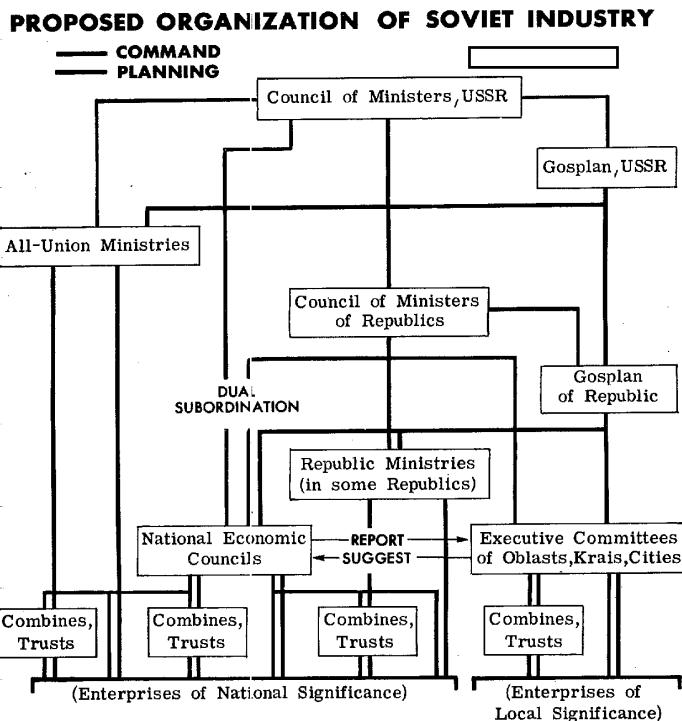 PROPOSED ORGANIZATION OF SOVIET INDUSTRY
COMMAND
PLANNING
Council of Ministers, USSR
Gosplan, USSR
All-Union Ministries
Council of Ministers
of Republics
Gosplan
of Republic
DUAL
SUBORDINATION
Republic Ministries
(in some Republics)
National Economic
Councils
REPORT
SUGGEST
Executive Committees
of Oblasts, Krais, Cities
Combines,
Trusts
Combines,
Trusts
Combines,
Trusts
Combines,
Trusts
(Enterprises of National Significance)
(Enterprises of
Local Significance)